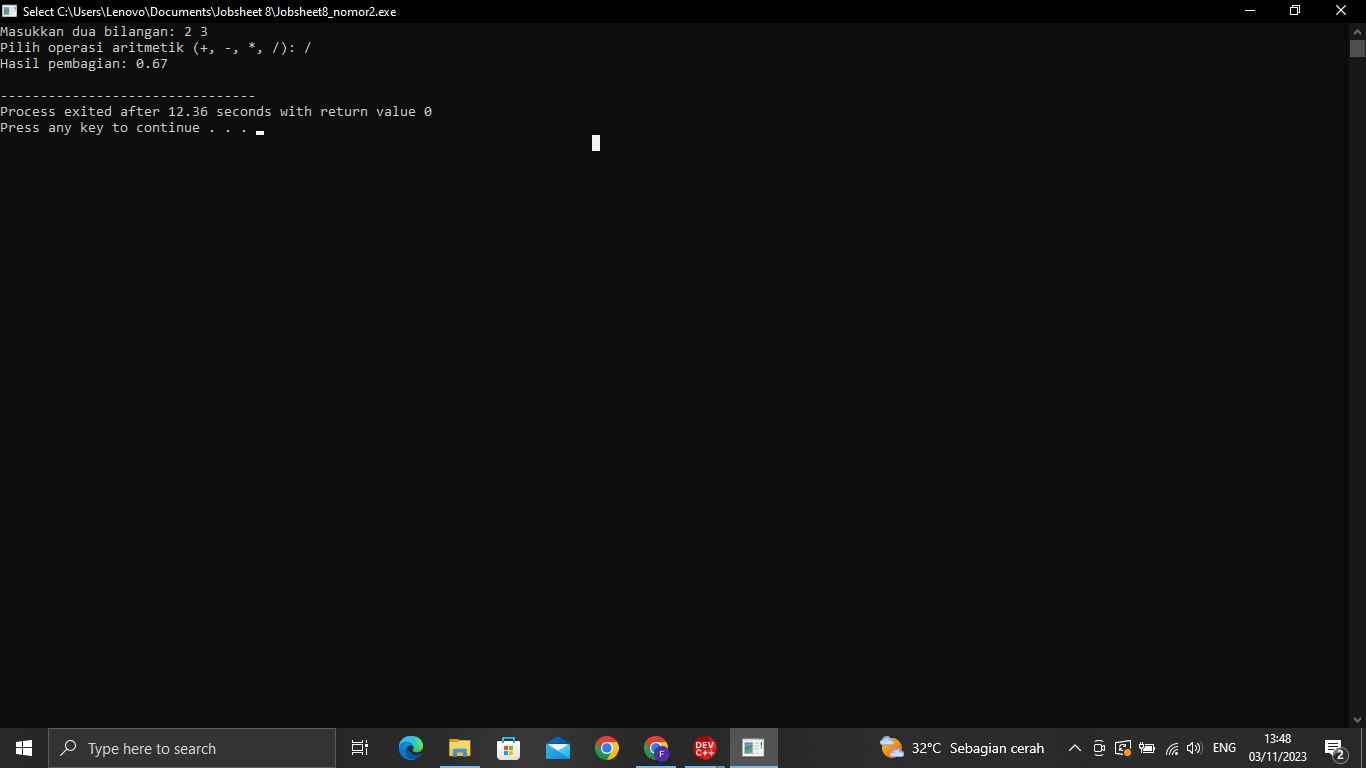 Select C:\Users\Lenovo\Documents\Jobsheet 8\Jobsheet8_nomor2.exe
Masukkan dua bilangan: 2 3
Pilih operasi aritmetik (+, -, *, /): /
Hasil pembagian: 0.67
--------------------------------
Process exited after 12.36 seconds with return value 0
Press any key to continue . . .
Type here to search
F
DEV
C++
32°C Sebagian cerah
ENG
13:48
03/11/2023
2